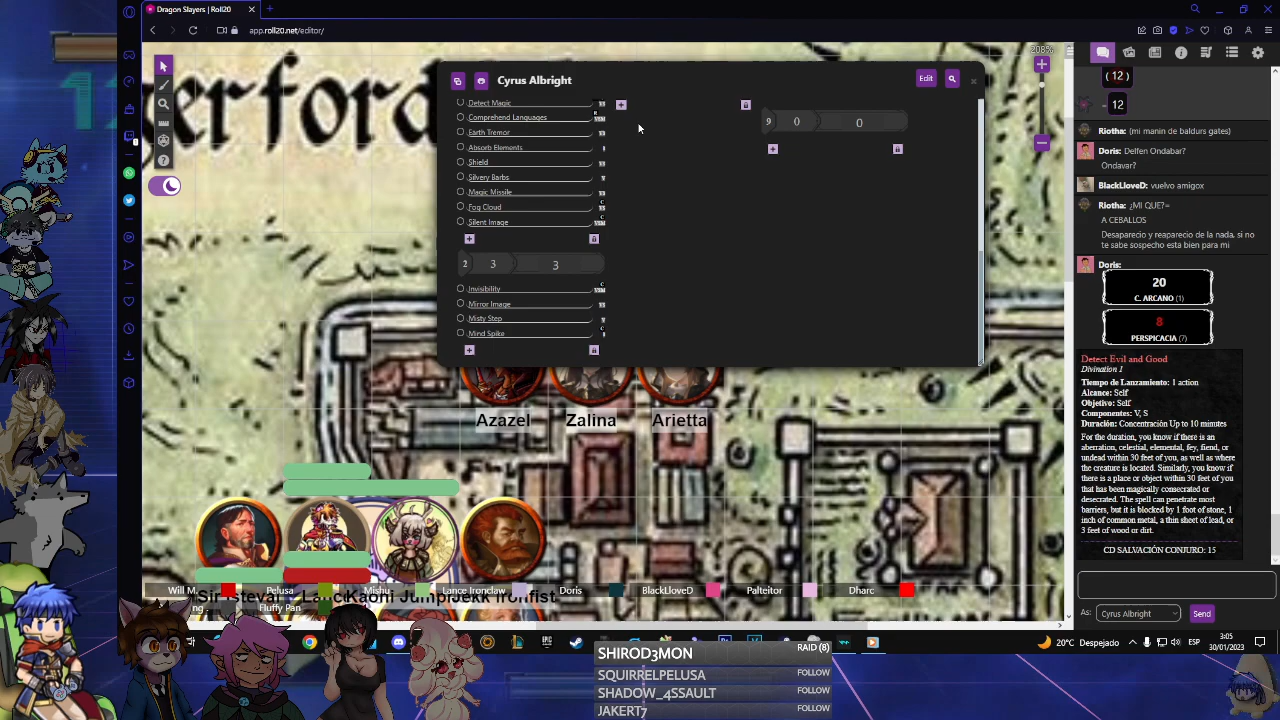 Dragon Slayers | Roll20
app.roll20.net/editor/
erford
208%
Cyrus Albright
Edit
Detect Magic
Comprehend Languages
Earth Tremor
Absorb Elements
Shield
Silvery Barbs
Magic Missile
Fog Cloud
Silent Image
2 3 3
Invisibility
Mirror Image
Misty Step
Mind Spike
9 0 0
Azazel
Zalina
Arietta
Will M.
Pelusa
Mishu
Lance Ironclaw
Doris
BlackLloveD
Palteitor
Dharc
Fluffy Pan
(12)
= 12
Riotha: (mi manin de baldurs gates)
Doris: Delfen Ondabar?
Ondavar?
BlackLloveD: vuelvo amigox
Riotha: ¿MI QUE?=
A CEBALLOS
Desaparecio y reaparecio de la nada, si no
te sabe sospecho esta bien para mi
Doris:
20
C. ARCANO (1)
8
PERSPICACIA (7)
Detect Evil and Good
Divination 1
Tiempo de Lanzamiento: 1 action
Alcance: Self
Objetivo: Self
Componentes: V, S
Duración: Concentración Up to 10 minutes
For the duration, you know if there is an
aberration, celestial, elemental, fey, fiend, or
undead within 30 feet of you, as well as where
the creature is located. Similarly, you know if
there is a place or object within 30 feet of you
that has been magically consecrated or
desecrated. The spell can penetrate most
barriers, but it is blocked by 1 foot of stone, 1
inch of common metal, a thin sheet of lead, or
3 feet of wood or dirt.
CD SALVACIÓN CONJURO: 15
As: Cyrus Albright
Send
20°C Despejado
ESP
3:05
30/01/2023
SHIROD3MON RAID (8)
SQUIRRELPELUSA FOLLOW
SHADOW_4SSAULT FOLLOW
JAKERT7 FOLLOW